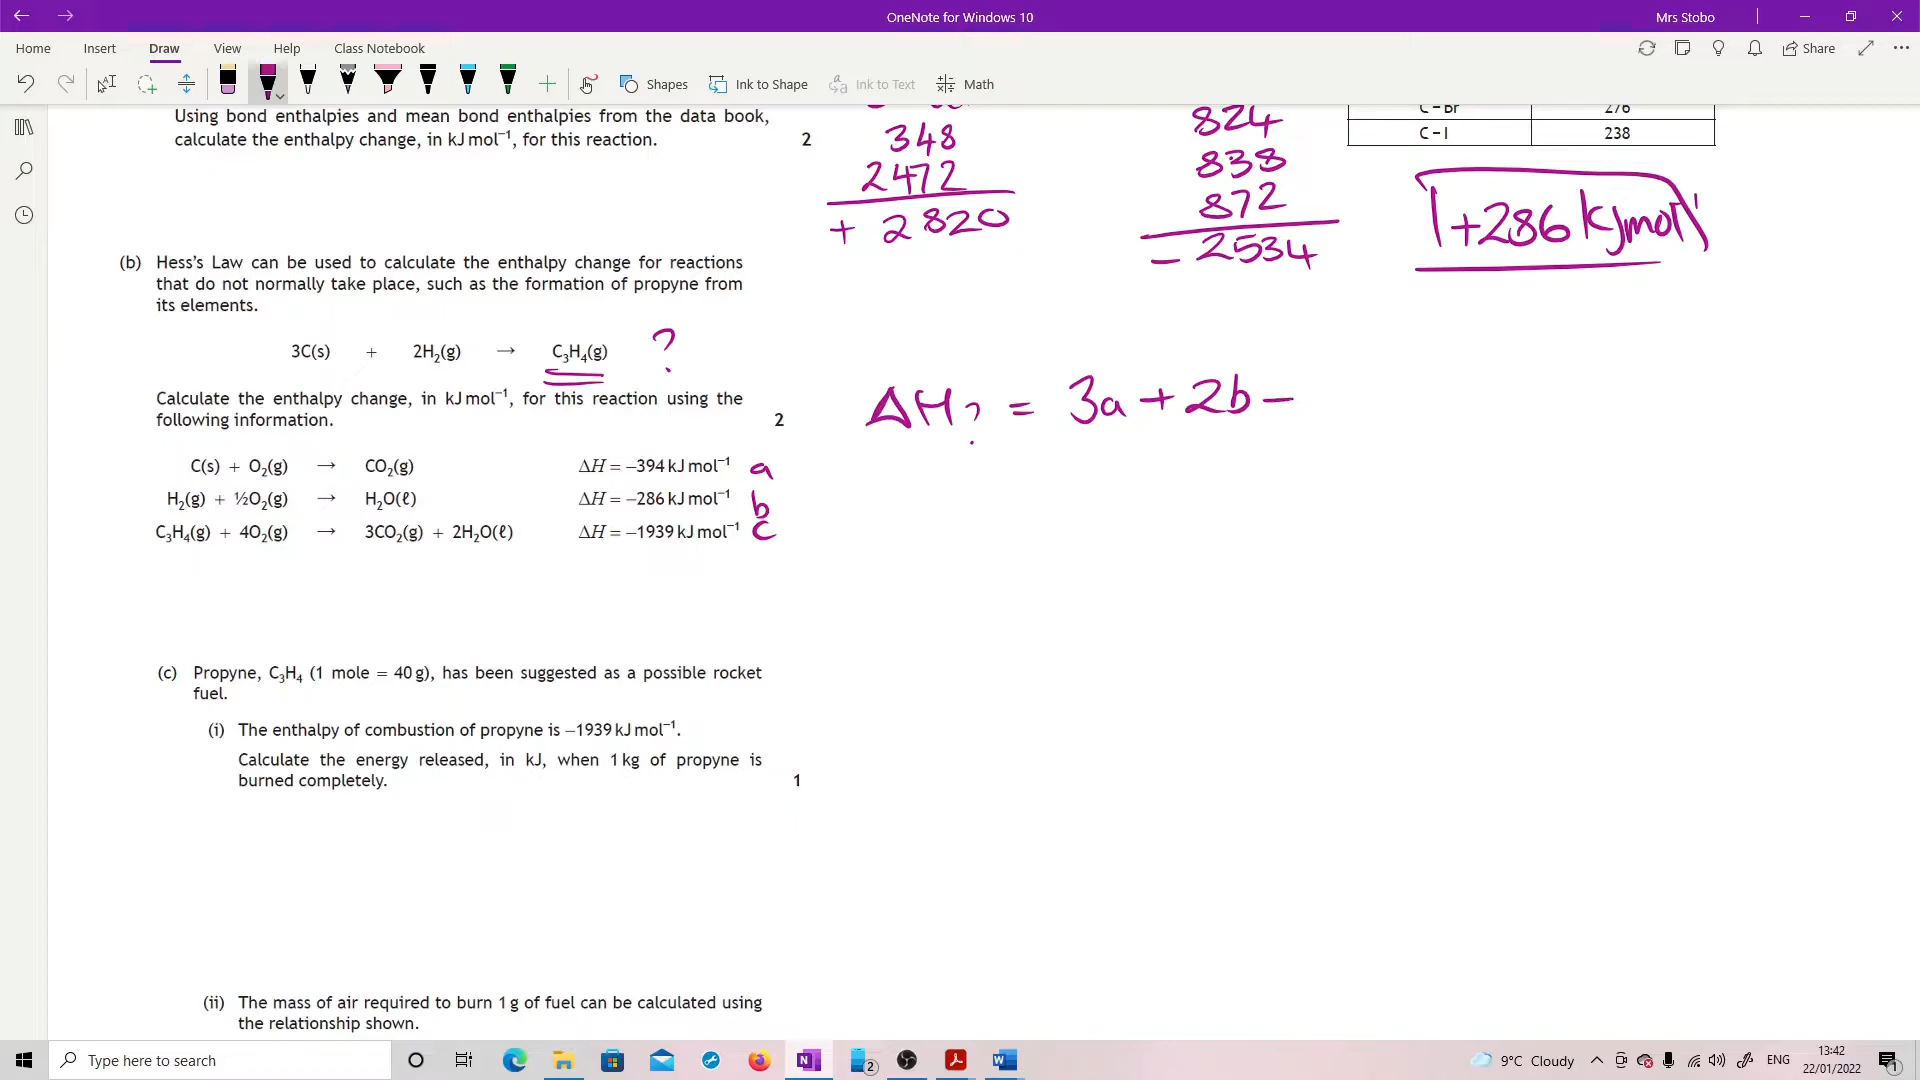 OneNote for Windows 10
Mrs Stobo
Home Insert Draw View Help Class Notebook
Share
Shapes Ink to Shape Ink to Text Math
Using bond enthalpies and mean bond enthalpies from the data book,
calculate the enthalpy change, in kJ mol⁻¹, for this reaction. 2
348
2472
+ 2820
824
838
872
- 2534
C – Br 276
C – I 238
+286 kJmol⁻¹
(b) Hess's Law can be used to calculate the enthalpy change for reactions
that do not normally take place, such as the formation of propyne from
its elements.
3C(s) + 2H₂(g) → C₃H₄(g) ?
Calculate the enthalpy change, in kJ mol⁻¹, for this reaction using the
following information. 2
ΔH? = 3a + 2b –
C(s) + O₂(g) → CO₂(g) ΔH = −394 kJ mol⁻¹ a
H₂(g) + ½O₂(g) → H₂O(ℓ) ΔH = −286 kJ mol⁻¹ b
C₃H₄(g) + 4O₂(g) → 3CO₂(g) + 2H₂O(ℓ) ΔH = −1939 kJ mol⁻¹ c
(c) Propyne, C₃H₄ (1 mole = 40 g), has been suggested as a possible rocket
fuel.
(i) The enthalpy of combustion of propyne is −1939 kJ mol⁻¹.
Calculate the energy released, in kJ, when 1 kg of propyne is
burned completely. 1
(ii) The mass of air required to burn 1 g of fuel can be calculated using
the relationship shown.
Type here to search
9°C Cloudy
ENG
13:42
22/01/2022